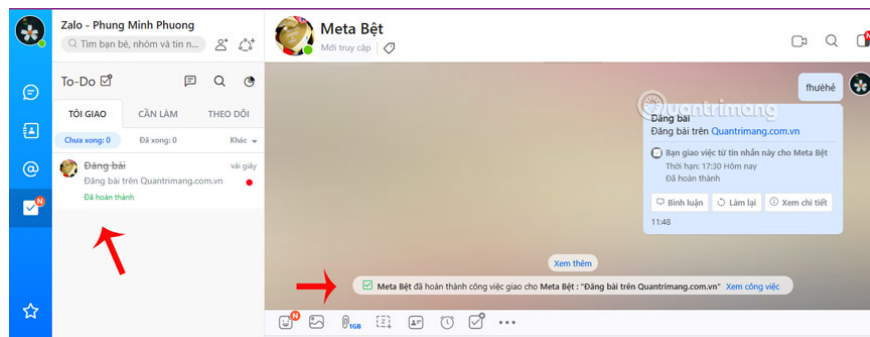 Zalo - Phung Minh Phuong
Tìm bạn bè, nhóm và tin n...
To-Do
TÔI GIAO CẦN LÀM THEO DÕI
Chưa xong: 0 Đã xong: 0 Khác
Đăng bài vài giây
Đăng bài trên Quantrimang.com.vn
Đã hoàn thành
N
Meta Bệt
Mới truy cập
fhuěhẻ
Quantrimang
Đăng bài
Đăng bài trên Quantrimang.com.vn
Bạn giao việc từ tin nhắn này cho Meta Bệt
Thời hạn: 17:30 Hôm nay
Đã hoàn thành
Bình luận Làm lại Xem chi tiết
11:48
Xem thêm
Meta Bệt đã hoàn thành công việc giao cho Meta Bệt : "Đăng bài trên Quantrimang.com.vn" Xem công việc
N 1GB